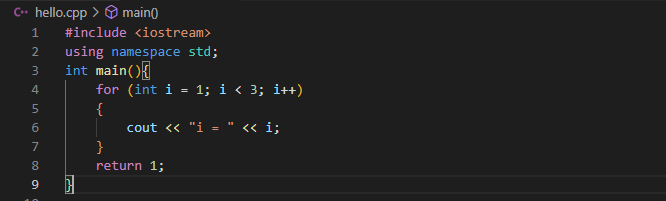 hello.cpp > main()
1 #include <iostream>
2 using namespace std;
3 int main(){
4     for (int i = 1; i < 3; i++)
5     {
6         cout << "i = " << i;
7     }
8     return 1;
9 }